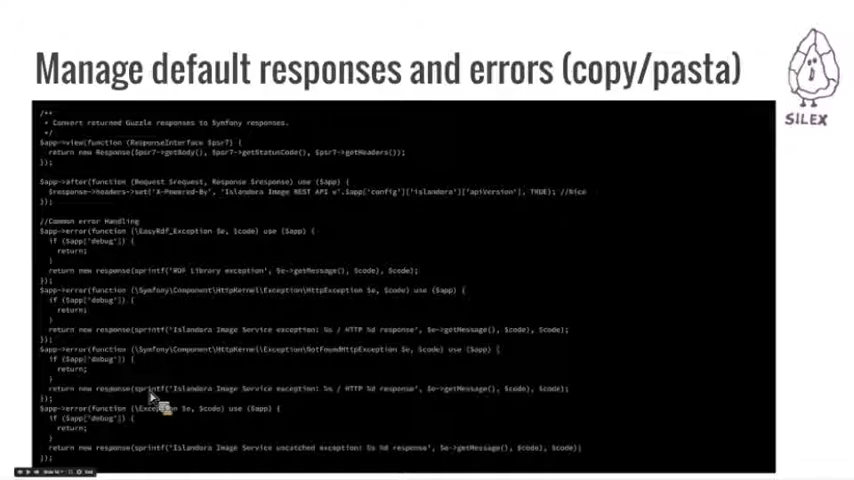 Manage default responses and errors (copy/pasta)
SILEX
/**
* Convert returned Guzzle responses to Symfony responses.
*/
$app->view(function (ResponseInterface $psr7) {
return new Response($psr7->getBody(), $psr7->getStatusCode(), $psr7->getHeaders());
});
$app->after(function (Request $request, Response $response) use ($app) {
$response->headers->set('X-Powered-By', 'Islandora Image REST API v'.$app['config']['islandora']['apiVersion'], TRUE); //Nice
});
//Common error Handling
$app->error(function (\EasyRdf_Exception $e, $code) use ($app) {
if ($app['debug']) {
return;
}
return new response(sprintf('RDF Library exception', $e->getMessage(), $code), $code);
});
$app->error(function (\Symfony\Component\HttpKernel\Exception\HttpException $e, $code) use ($app) {
if ($app['debug']) {
return;
}
return new response(sprintf('Islandora Image Service exception: %s / HTTP %d response', $e->getMessage(), $code), $code);
});
$app->error(function (\Symfony\Component\HttpKernel\Exception\NotFoundHttpException $e, $code) use ($app) {
if ($app['debug']) {
return;
}
return new response(sprintf('Islandora Image Service exception: %s / HTTP %d response', $e->getMessage(), $code), $code);
});
$app->error(function (\Exception $e, $code) use ($app) {
if ($app['debug']) {
return;
}
return new response(sprintf('Islandora Image Service uncatched exception: %s %d response', $e->getMessage(), $code), $code);
});